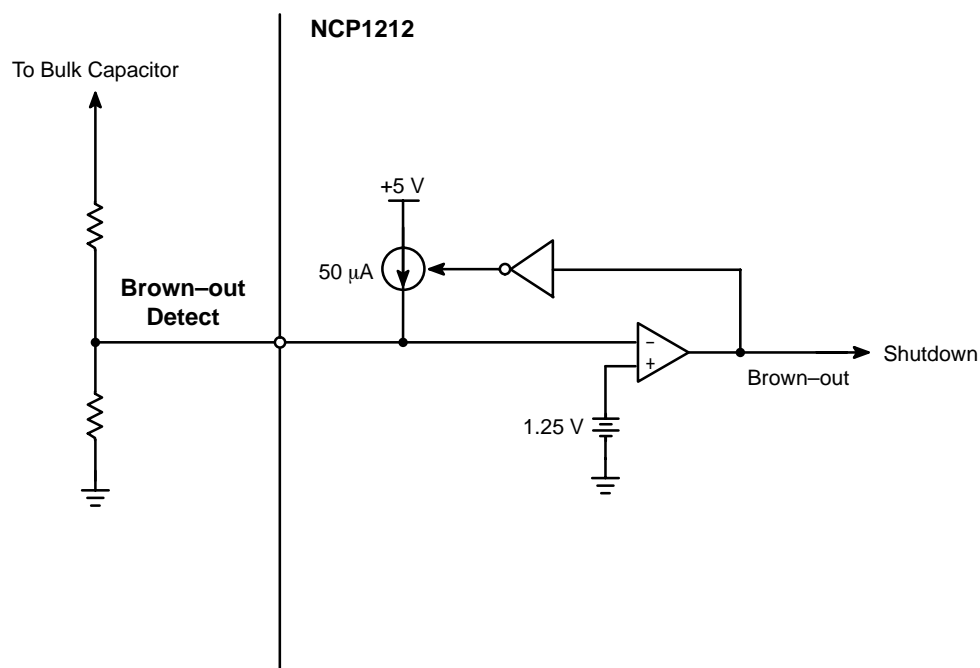 NCP1212
To Bulk Capacitor
+5 V
50 μA
Brown–out
Detect
−
+
Shutdown
Brown–out
1.25 V